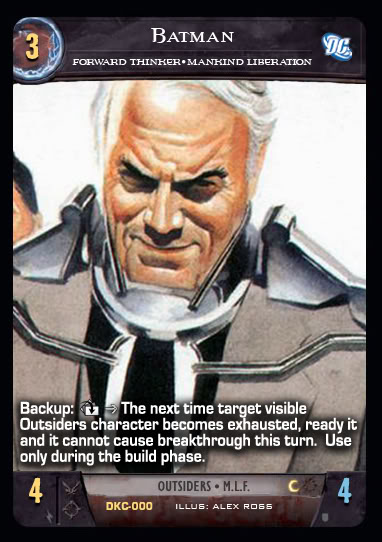 3
BATMAN
DC
FORWARD THINKER•MANKIND LIBERATION
Backup: → The next time target visible
Outsiders character becomes exhausted, ready it
and it cannot cause breakthrough this turn. Use
only during the build phase.
OUTSIDERS • M.L.F.
4
4
DKC-000 ILLUS: ALEX ROSS